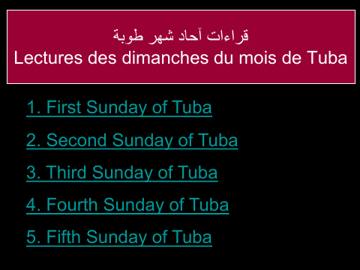 قراءات آحاد شهر طوبة
Lectures des dimanches du mois de Tuba
1. First Sunday of Tuba
2. Second Sunday of Tuba
3. Third Sunday of Tuba
4. Fourth Sunday of Tuba
5. Fifth Sunday of Tuba